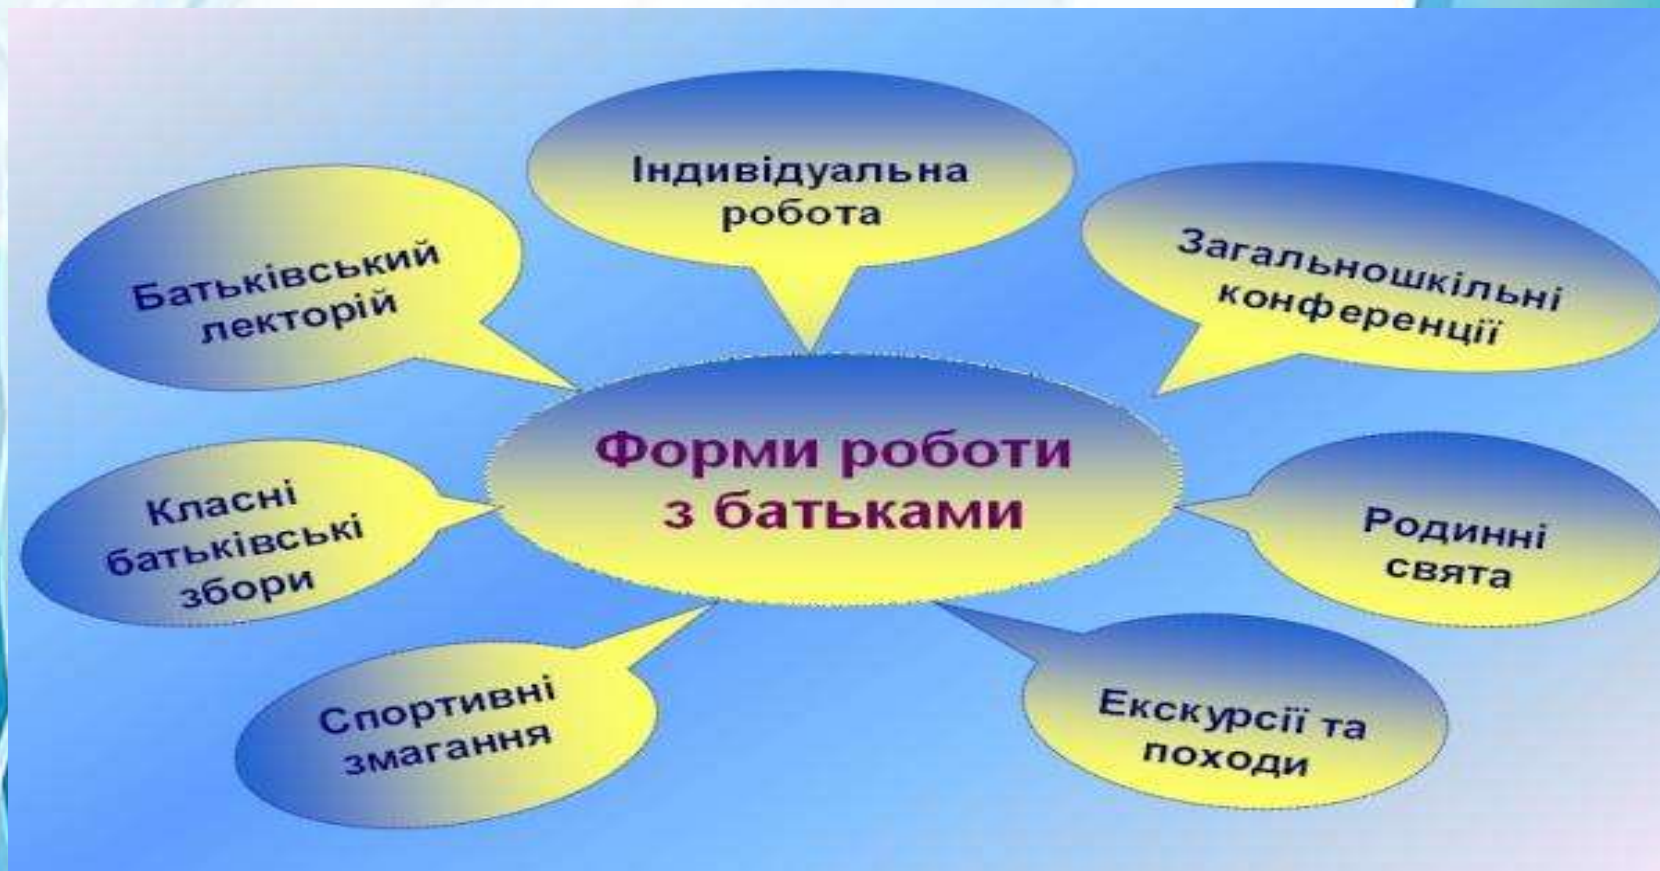 Індивідуальна
робота
Батьківський
лекторій
Загальношкільні
конференції
Форми роботи
з батьками
Класні
батьківські
збори
Родинні
свята
Спортивні
змагання
Екскурсії та
походи